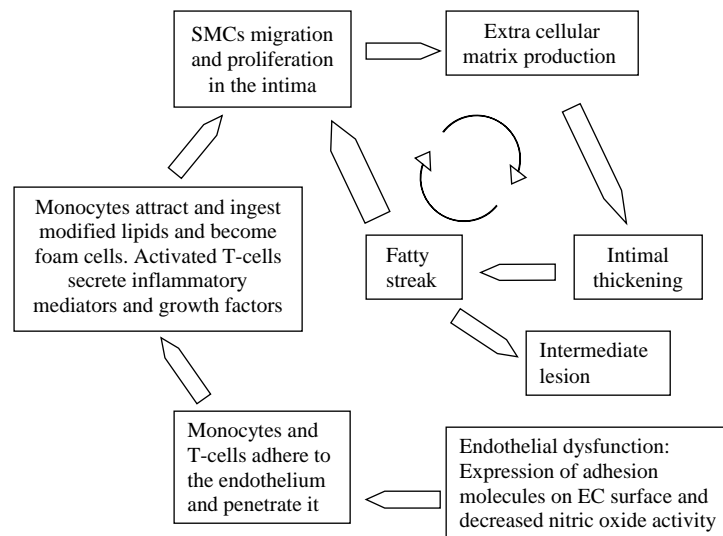 SMCs migration
and proliferation
in the intima
Extra cellular
matrix production
Monocytes attract and ingest
modified lipids and become
foam cells. Activated T-cells
secrete inflammatory
mediators and growth factors
Fatty
streak
Intimal
thickening
Intermediate
lesion
Monocytes and
T-cells adhere to
the endothelium
and penetrate it
Endothelial dysfunction:
Expression of adhesion
molecules on EC surface and
decreased nitric oxide activity